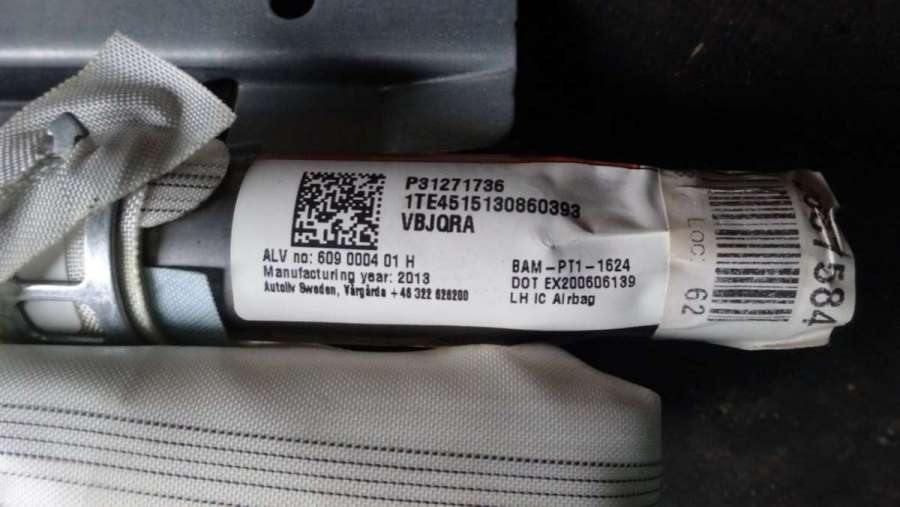 P31271736
1TE4515130860393
VBJQRA
ALV no: 609 0004 01 H
Manufacturing year: 2013
Autoliv Sweden, Vårgårda + 46 322 626200
BAM-PT1-1624
DOT EX200606139
LH IC Airbag
LOC 62
7584